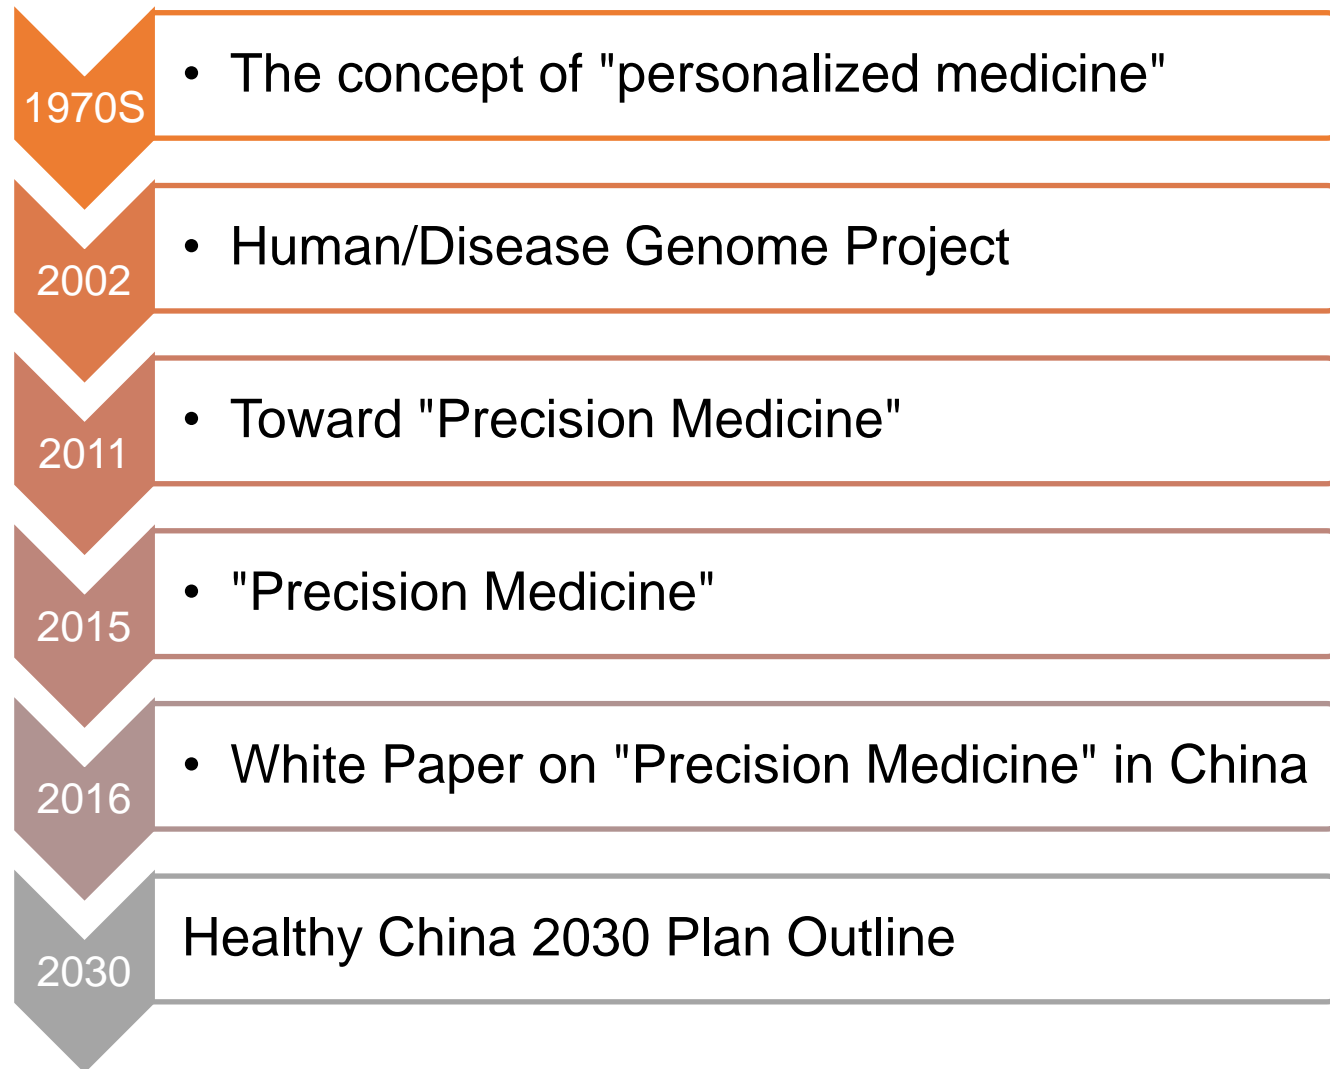 1970S
• The concept of "personalized medicine"
2002
• Human/Disease Genome Project
2011
• Toward "Precision Medicine"
2015
• "Precision Medicine"
2016
• White Paper on "Precision Medicine" in China
2030
Healthy China 2030 Plan Outline